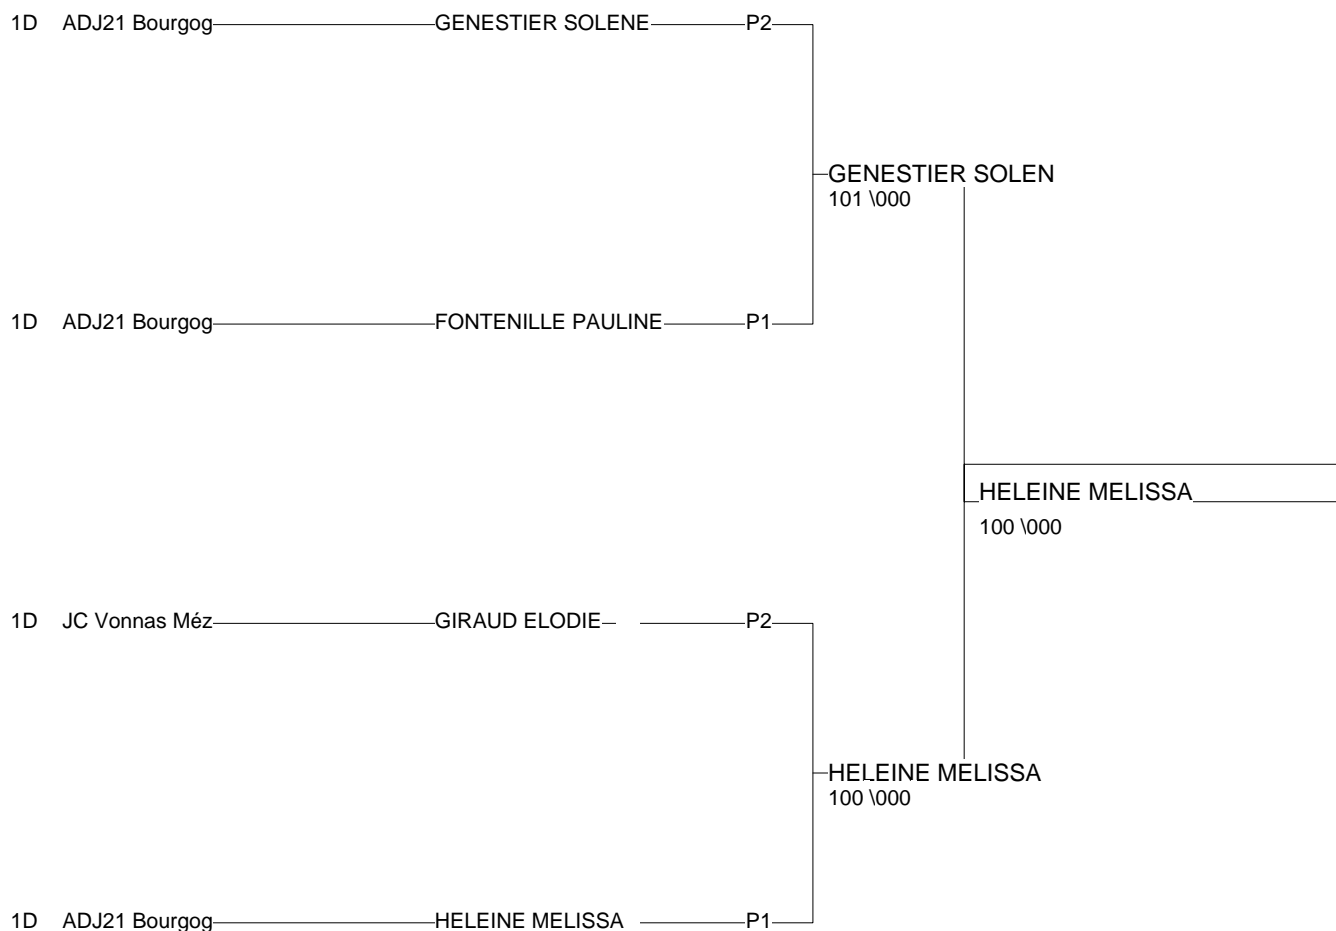 1D ADJ21 Bourgog GENESTIER SOLENE P2
GENESTIER SOLEN
101 \000
1D ADJ21 Bourgog FONTENILLE PAULINE P1
HELEINE MELISSA
100 \000
1D JC Vonnas Méz GIRAUD ELODIE P2
HELEINE MELISSA
100 \000
1D ADJ21 Bourgog HELEINE MELISSA P1